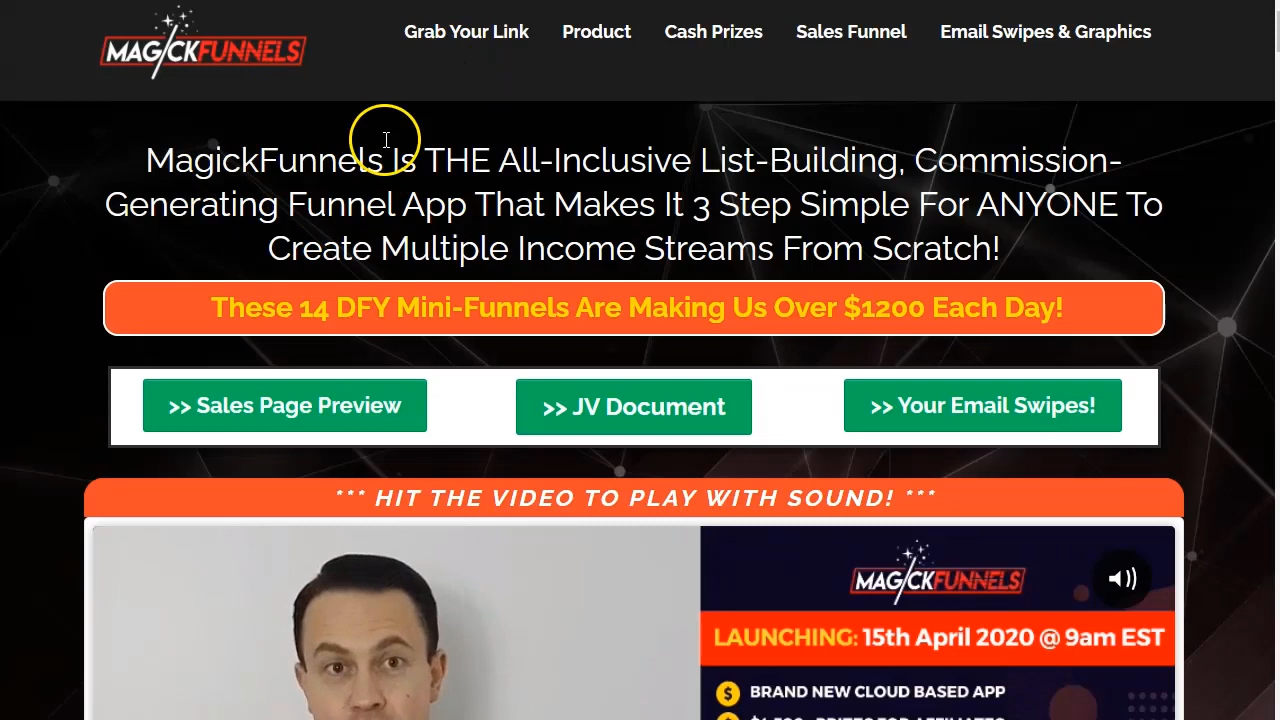 MAGICKFUNNELS
Grab Your Link
Product
Cash Prizes
Sales Funnel
Email Swipes & Graphics
MagickFunnels Is THE All-Inclusive List-Building, Commission-
Generating Funnel App That Makes It 3 Step Simple For ANYONE To
Create Multiple Income Streams From Scratch!
These 14 DFY Mini-Funnels Are Making Us Over $1200 Each Day!
>> Sales Page Preview
>> JV Document
>> Your Email Swipes!
*** HIT THE VIDEO TO PLAY WITH SOUND! ***
MAGICKFUNNELS
LAUNCHING: 15th April 2020 @ 9am EST
$ BRAND NEW CLOUD BASED APP